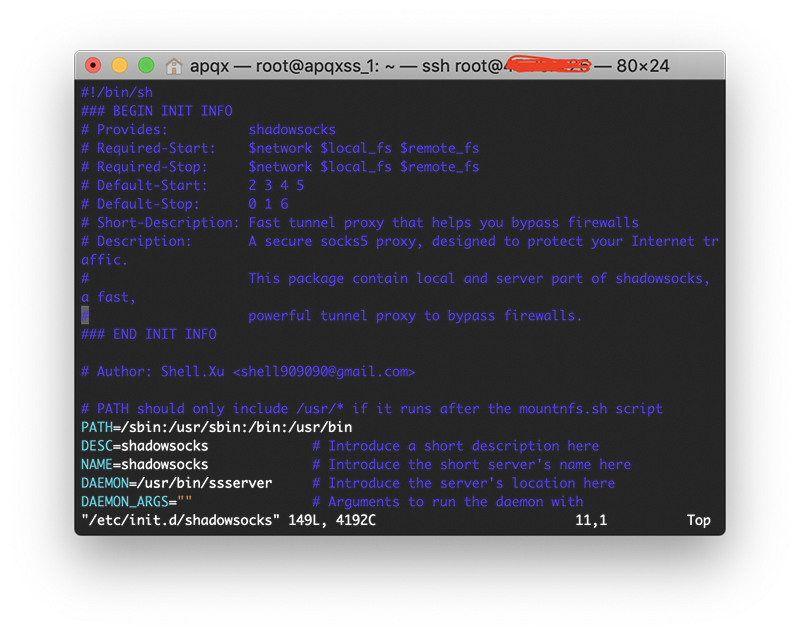 apqx — root@apqxss_1: ~ — ssh root@ — 80×24
#!/bin/sh
### BEGIN INIT INFO
# Provides:          shadowsocks
# Required-Start:    $network $local_fs $remote_fs
# Required-Stop:     $network $local_fs $remote_fs
# Default-Start:     2 3 4 5
# Default-Stop:      0 1 6
# Short-Description: Fast tunnel proxy that helps you bypass firewalls
# Description:       A secure socks5 proxy, designed to protect your Internet tr
affic.
#                    This package contain local and server part of shadowsocks,
a fast,
#                    powerful tunnel proxy to bypass firewalls.
### END INIT INFO
# Author: Shell.Xu <shell909090@gmail.com>
# PATH should only include /usr/* if it runs after the mountnfs.sh script
PATH=/sbin:/usr/sbin:/bin:/usr/bin
DESC=shadowsocks             # Introduce a short description here
NAME=shadowsocks             # Introduce the short server's name here
DAEMON=/usr/bin/ssserver     # Introduce the server's location here
DAEMON_ARGS=""               # Arguments to run the daemon with
"/etc/init.d/shadowsocks" 149L, 4192C                         11,1          Top